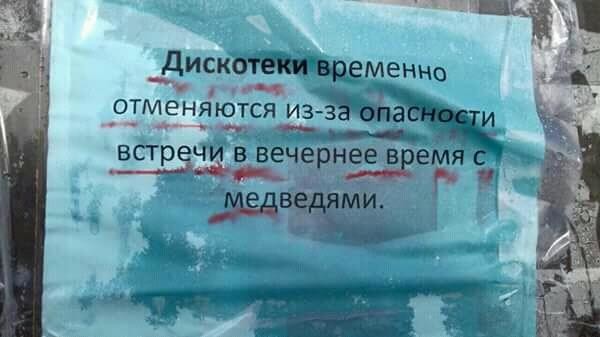 Дискотеки временно
отменяются из-за опасности
встречи в вечернее время с
медведями.